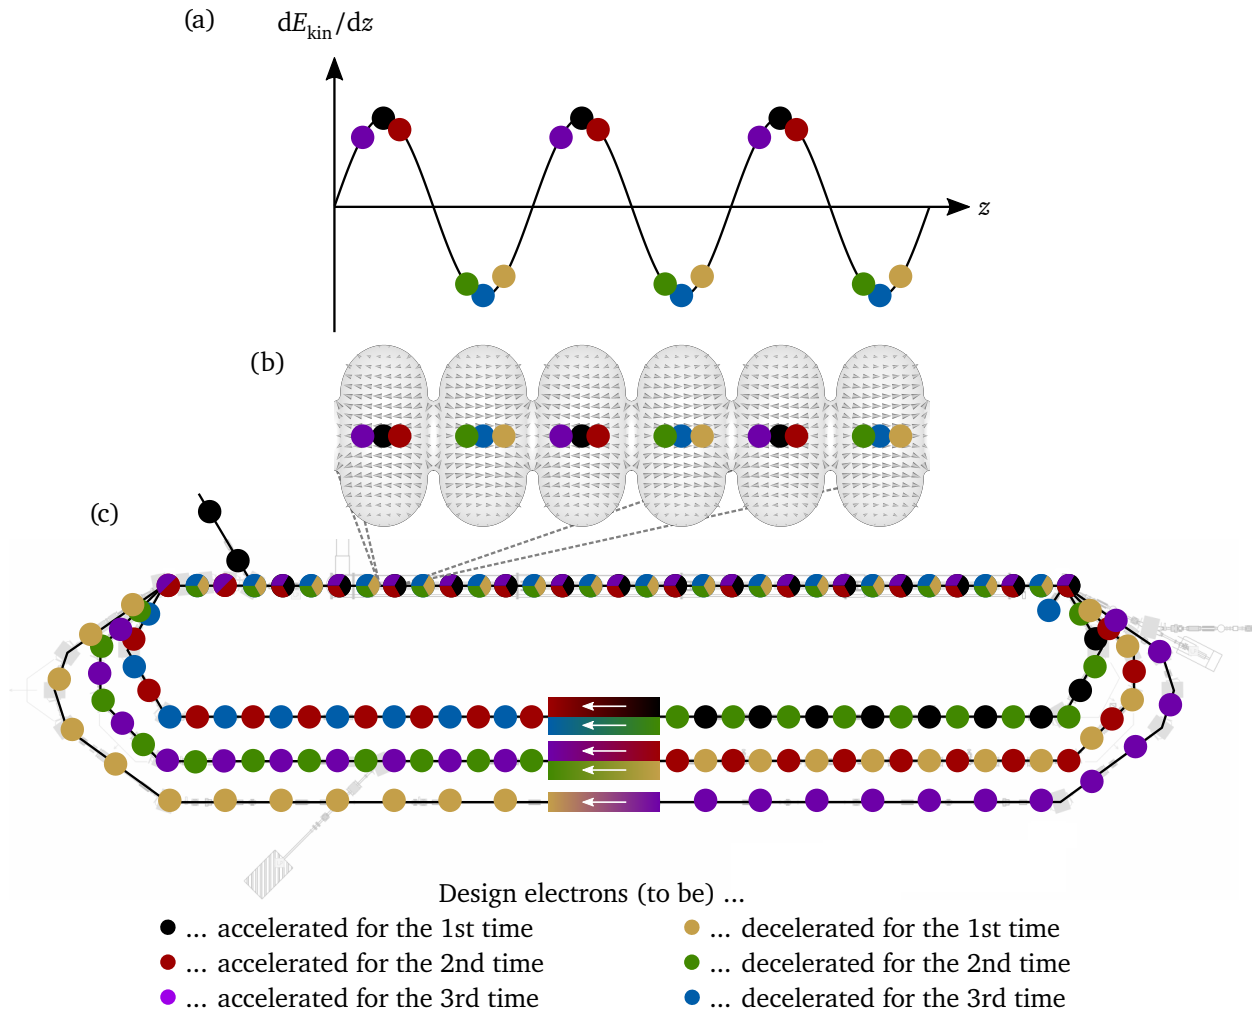 (a)
dE_kin/dz
z
(b)
(c)
Design electrons (to be) ...
... accelerated for the 1st time
... decelerated for the 1st time
... accelerated for the 2nd time
... decelerated for the 2nd time
... accelerated for the 3rd time
... decelerated for the 3rd time